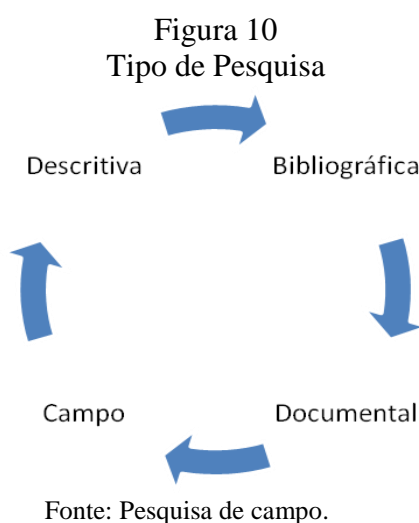 Figura 10
Tipo de Pesquisa
Descritiva Bibliográfica
Campo Documental
Fonte: Pesquisa de campo.